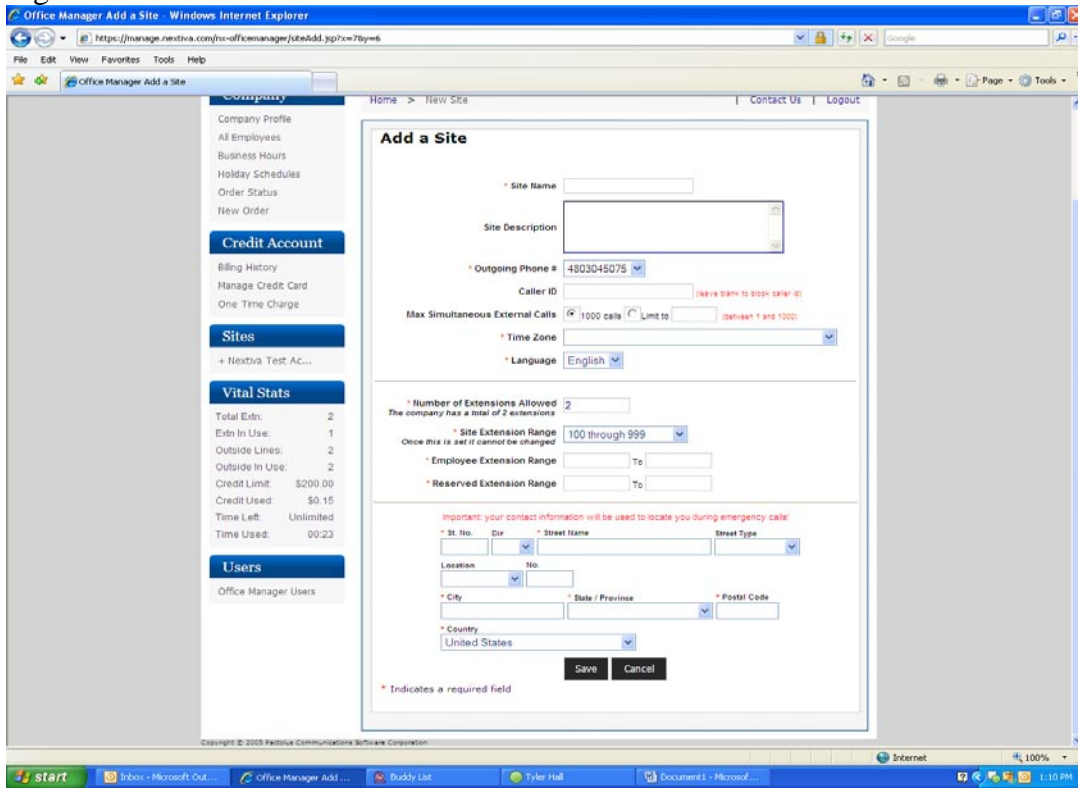 Office Manager Add a Site - Windows Internet Explorer
https://manage.nextiva.com/nx-officemanager/siteAdd.jsp?x=7&y=6
Google
File Edit View Favorites Tools Help
Office Manager Add a Site
Page Tools
Company
Home > New Site | Contact Us | Logout
Company Profile
All Employees
Business Hours
Holiday Schedules
Order Status
New Order
Credit Account
Billing History
Manage Credit Card
One Time Charge
Sites
+ Nextiva Test Ac...
Vital Stats
Total Extn: 2
Extn In Use: 1
Outside Lines: 2
Outside In Use: 2
Credit Limit: $200.00
Credit Used: $0.15
Time Left: Unlimited
Time Used: 00:23
Users
Office Manager Users
Add a Site
* Site Name
Site Description
* Outgoing Phone # 4803045075
Caller ID (leave blank to block caller id)
Max Simultaneous External Calls 1000 calls Limit to (between 1 and 1000)
* Time Zone
* Language English
* Number of Extensions Allowed 2
The company has a total of 2 extensions
* Site Extension Range 100 through 999
Once this is set it cannot be changed
* Employee Extension Range To
* Reserved Extension Range To
Important: your contact information will be used to locate you during emergency calls!
* St. No. Dir * Street Name Street Type
Location No.
* City * State / Province * Postal Code
* Country
United States
Save Cancel
* Indicates a required field
Copyright © 2005 Factolus Communications Software Corporation
Internet 100%
start Inbox - Microsoft Out... Office Manager Add ... Buddy List Tyler Hall Document1 - Microsof... 1:10 PM